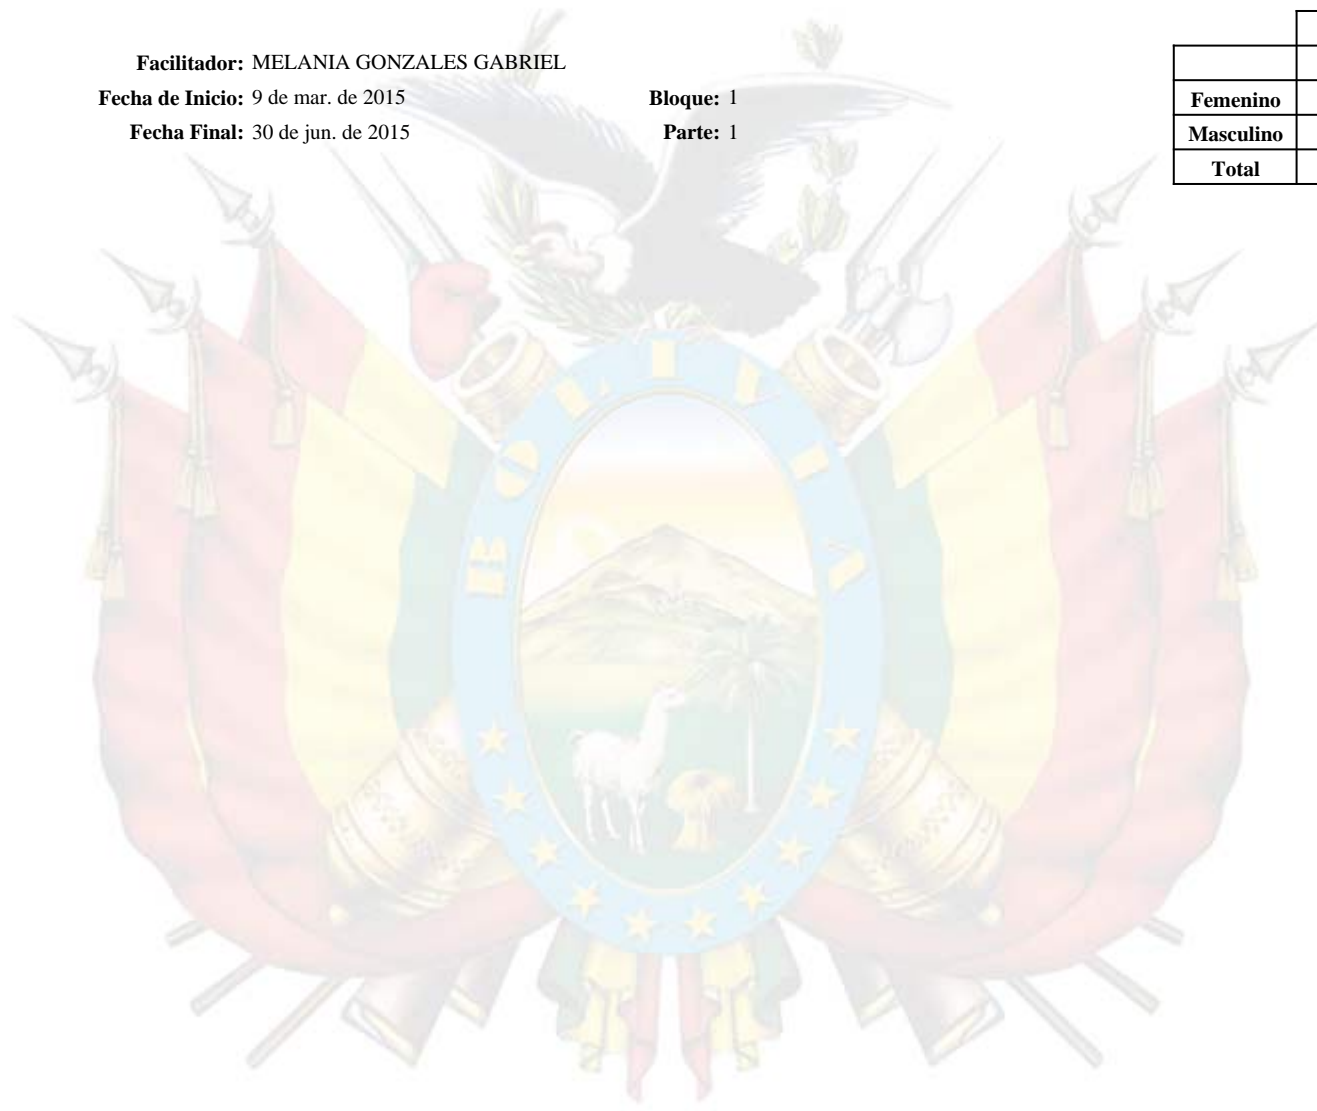 Facilitador: MELANIA GONZALES GABRIEL
Fecha de Inicio: 9 de mar. de 2015 Bloque: 1
Fecha Final: 30 de jun. de 2015 Parte: 1
Femenino
Masculino
Total
BOLIVIA